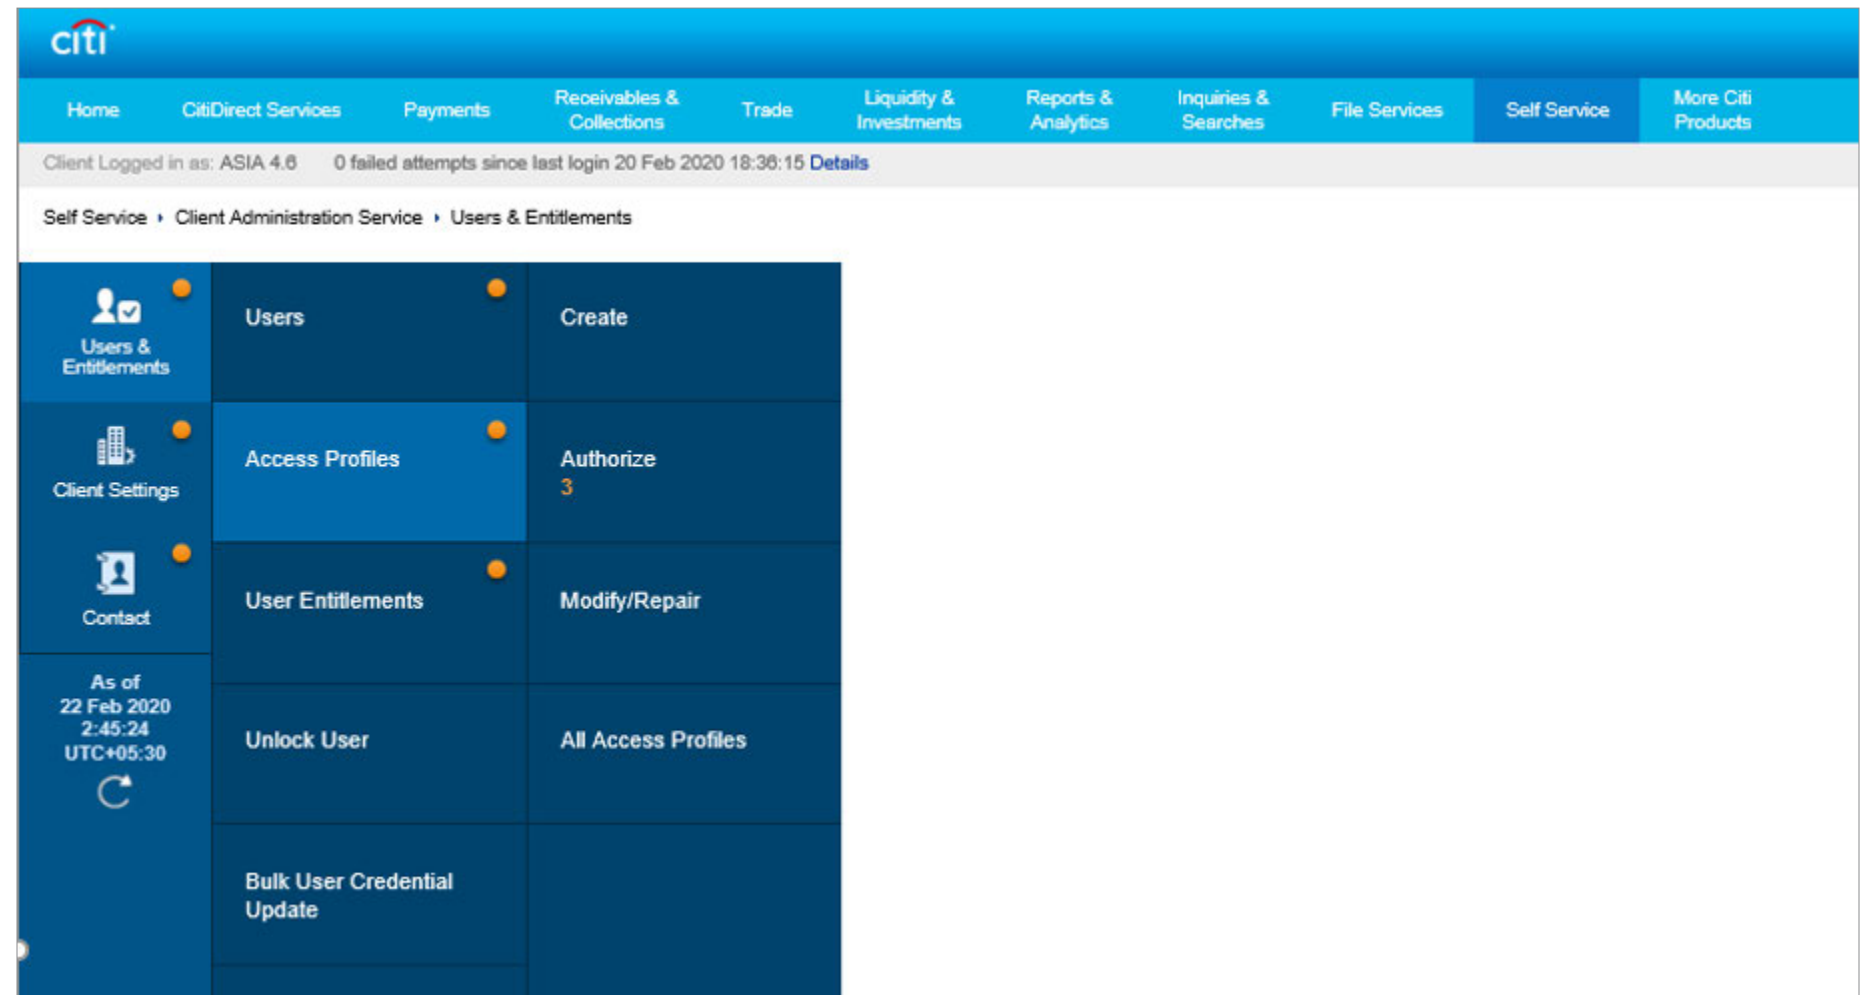 citi
Home
CitiDirect Services
Payments
Receivables &
Collections
Trade
Liquidity &
Investments
Reports &
Analytics
Inquiries &
Searches
File Services
Self Service
More Citi
Products
Client Logged in as: ASIA 4.6 0 failed attempts since last login 20 Feb 2020 18:36:15 Details
Self Service Client Administration Service Users & Entitlements
Users &
Entitlements
Client Settings
Contact
As of
22 Feb 2020
2:45:24
UTC+05:30
Users
Access Profiles
User Entitlements
Unlock User
Bulk User Credential
Update
Create
Authorize
3
Modify/Repair
All Access Profiles